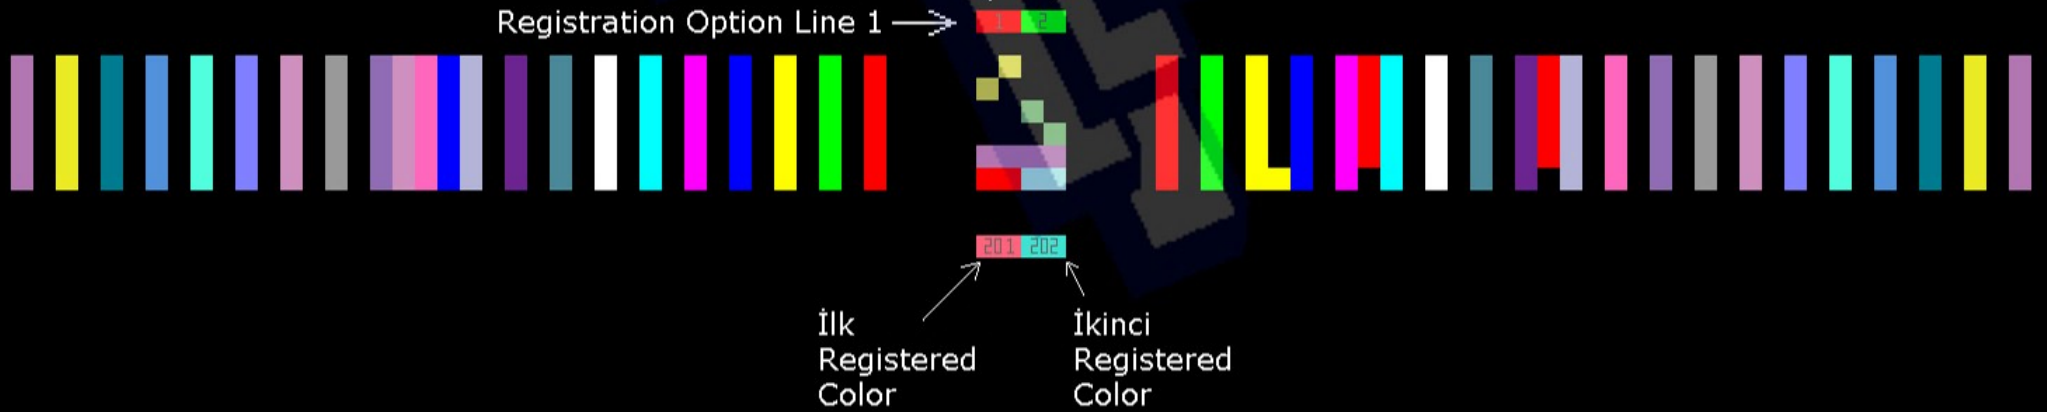 Registration Option Line 1
1 2
201 202
İlk
Registered
Color
İkinci
Registered
Color